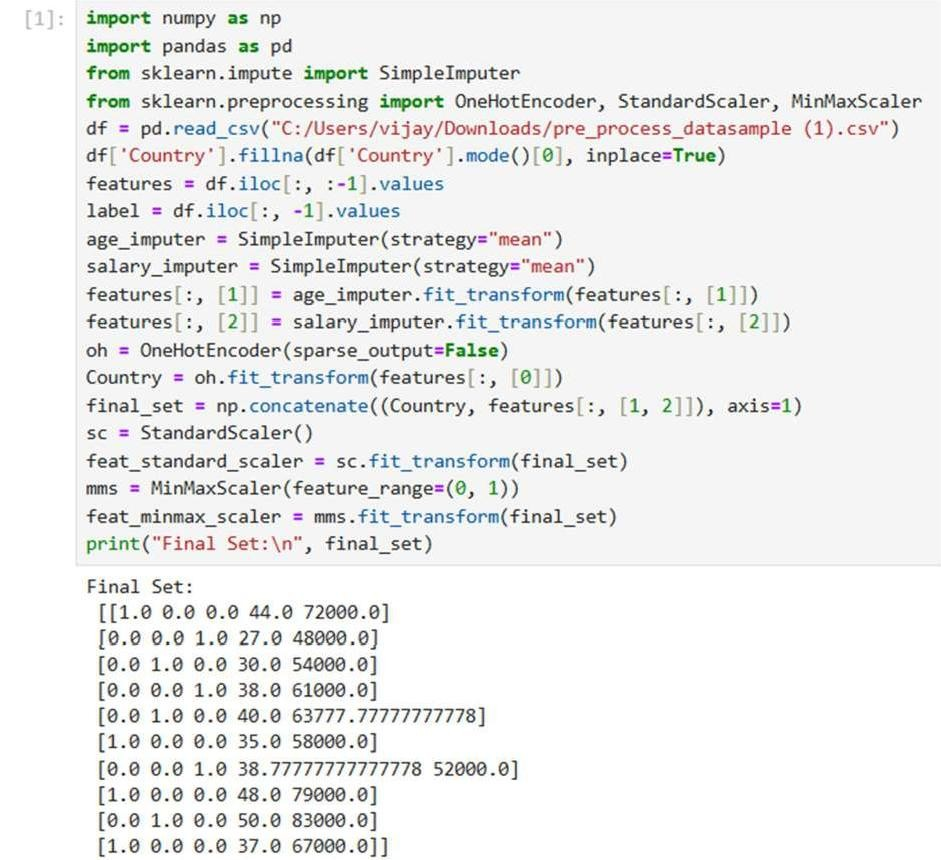 [1]: import numpy as np
import pandas as pd
from sklearn.impute import SimpleImputer
from sklearn.preprocessing import OneHotEncoder, StandardScaler, MinMaxScaler
df = pd.read_csv("C:/Users/vijay/Downloads/pre_process_datasample (1).csv")
df['Country'].fillna(df['Country'].mode()[0], inplace=True)
features = df.iloc[:, :-1].values
label = df.iloc[:, -1].values
age_imputer = SimpleImputer(strategy="mean")
salary_imputer = SimpleImputer(strategy="mean")
features[:, [1]] = age_imputer.fit_transform(features[:, [1]])
features[:, [2]] = salary_imputer.fit_transform(features[:, [2]])
oh = OneHotEncoder(sparse_output=False)
Country = oh.fit_transform(features[:, [0]])
final_set = np.concatenate((Country, features[:, [1, 2]]), axis=1)
sc = StandardScaler()
feat_standard_scaler = sc.fit_transform(final_set)
mms = MinMaxScaler(feature_range=(0, 1))
feat_minmax_scaler = mms.fit_transform(final_set)
print("Final Set:\n", final_set)
Final Set:
[[1.0 0.0 0.0 44.0 72000.0]
[0.0 0.0 1.0 27.0 48000.0]
[0.0 1.0 0.0 30.0 54000.0]
[0.0 0.0 1.0 38.0 61000.0]
[0.0 1.0 0.0 40.0 63777.77777777778]
[1.0 0.0 0.0 35.0 58000.0]
[0.0 0.0 1.0 38.77777777777778 52000.0]
[1.0 0.0 0.0 48.0 79000.0]
[0.0 1.0 0.0 50.0 83000.0]
[1.0 0.0 0.0 37.0 67000.0]]